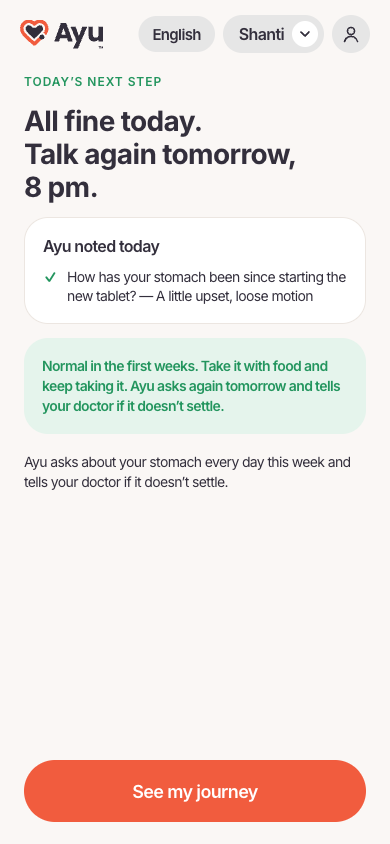 Ayu™
English
Shanti
TODAY’S NEXT STEP
All fine today.
Talk again tomorrow,
8 pm.
Ayu noted today
How has your stomach been since starting the
new tablet? — A little upset, loose motion
Normal in the first weeks. Take it with food and
keep taking it. Ayu asks again tomorrow and tells
your doctor if it doesn’t settle.
Ayu asks about your stomach every day this week and
tells your doctor if it doesn’t settle.
See my journey